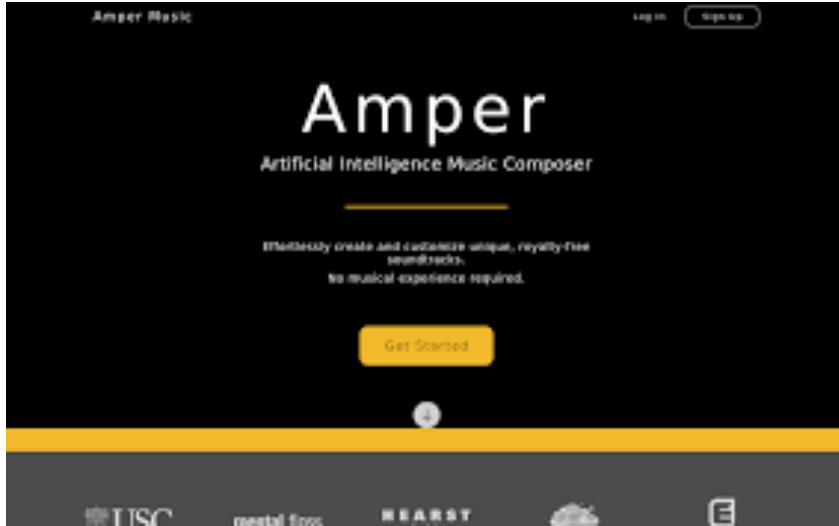 Amper Music
Log In
Sign Up
Amper
Artificial Intelligence Music Composer
Effortlessly create and customize unique, royalty-free
soundtracks.
No musical experience required.
Get Started
USC
mental floss
HEARST